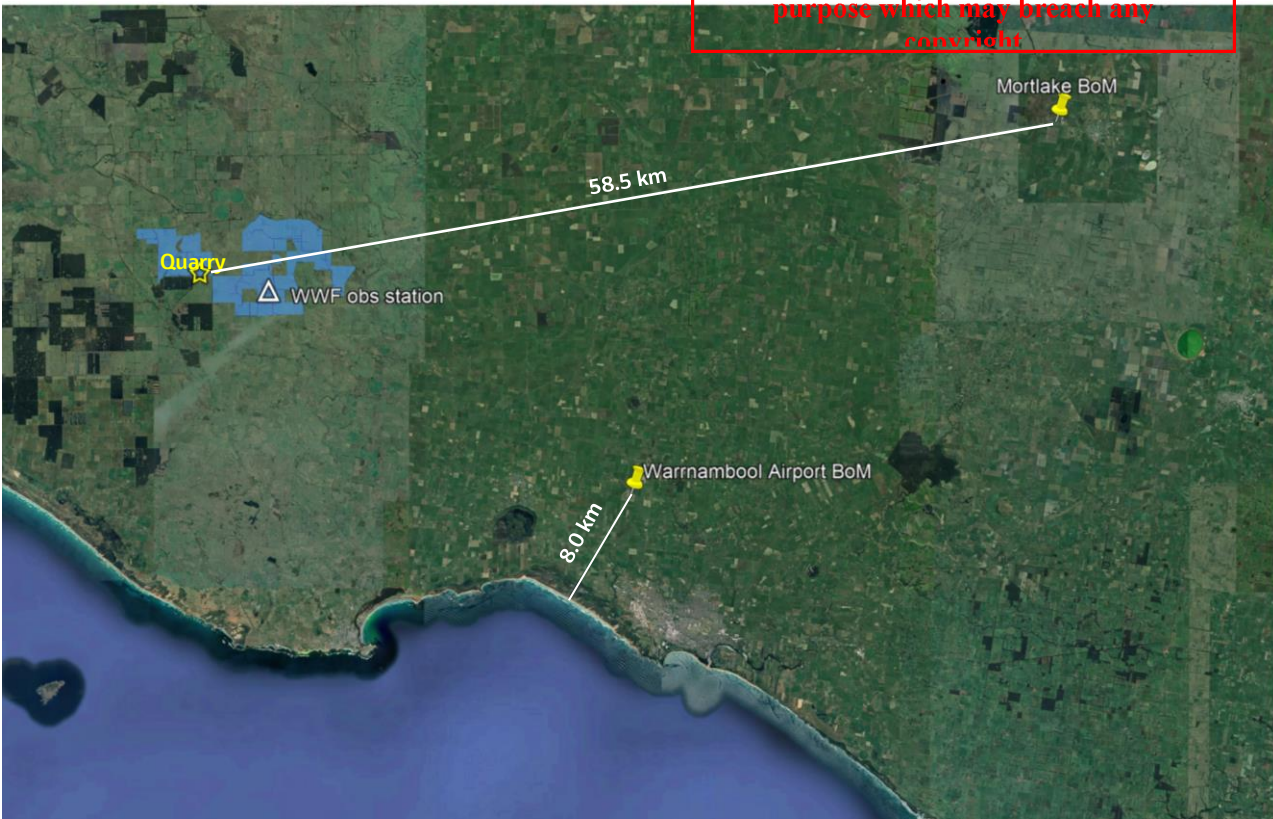 purpose which may breach any
copyright
Mortlake BoM
58.5 km
Quarry
WWF obs station
Warrnambool Airport BoM
8.0 km